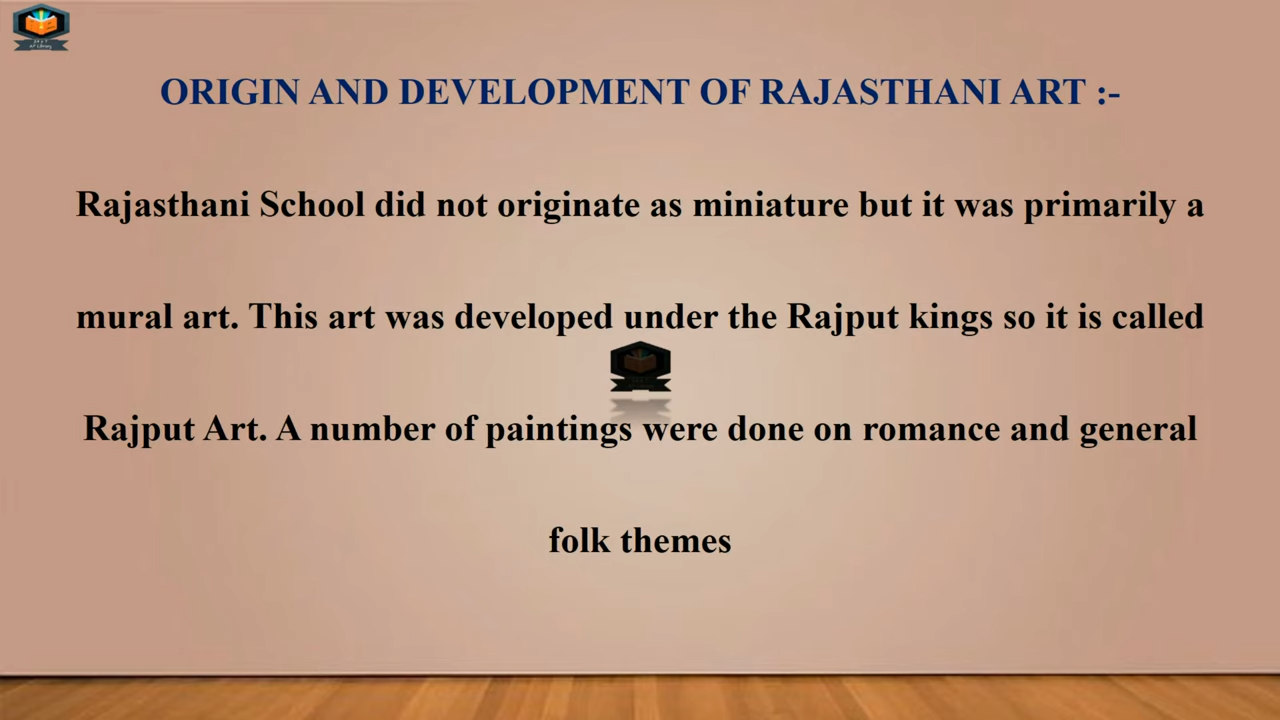 ORIGIN AND DEVELOPMENT OF RAJASTHANI ART :-
Rajasthani School did not originate as miniature but it was primarily a
mural art. This art was developed under the Rajput kings so it is called
Rajput Art. A number of paintings were done on romance and general
folk themes